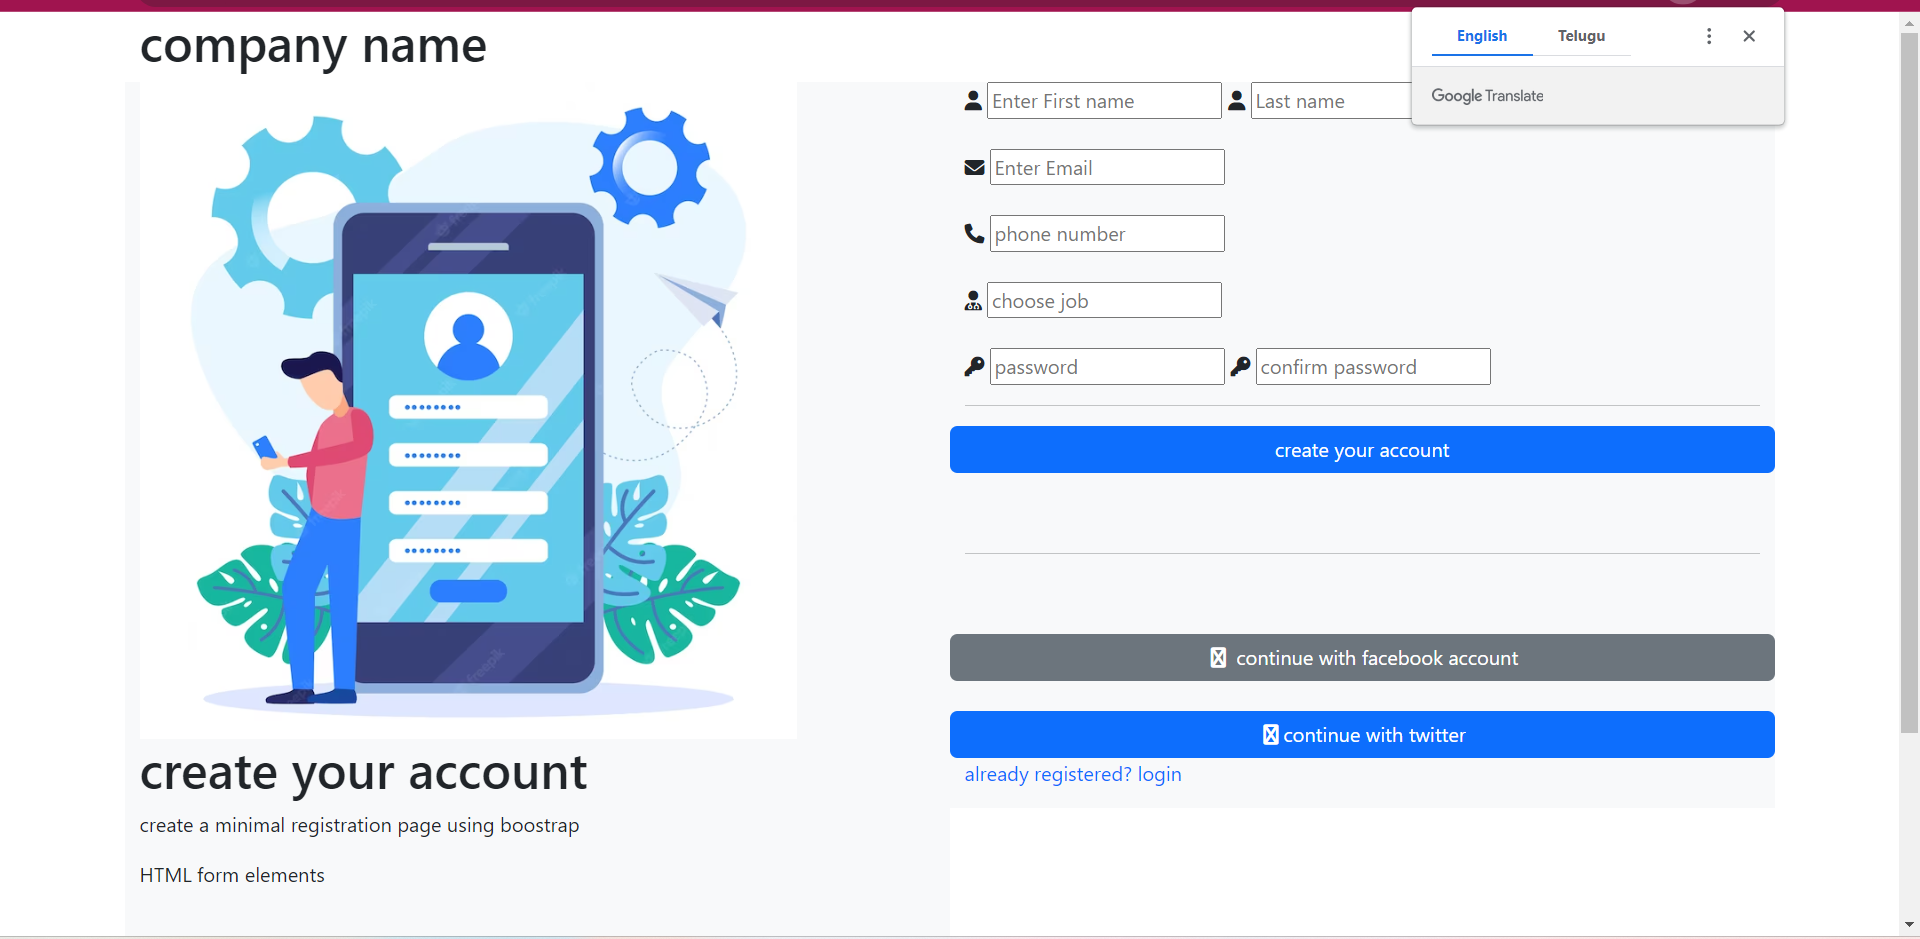 company name
English Telugu
Google Translate
Enter First name Last name
Enter Email
phone number
choose job
password confirm password
create your account
continue with facebook account
continue with twitter
already registered? login
create your account
create a minimal registration page using boostrap
HTML form elements
freepik